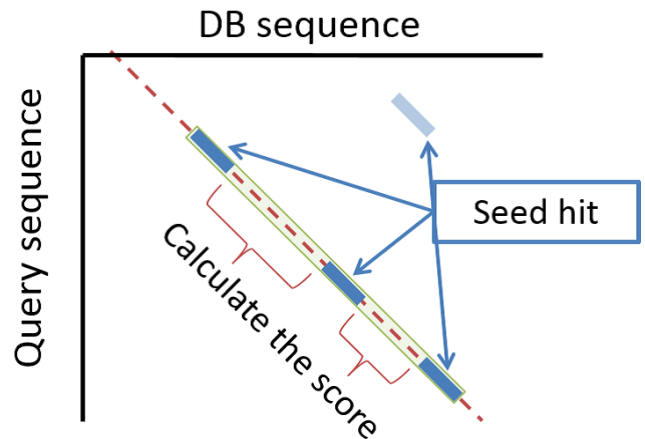 DB sequence
Query sequence
Seed hit
Calculate the score